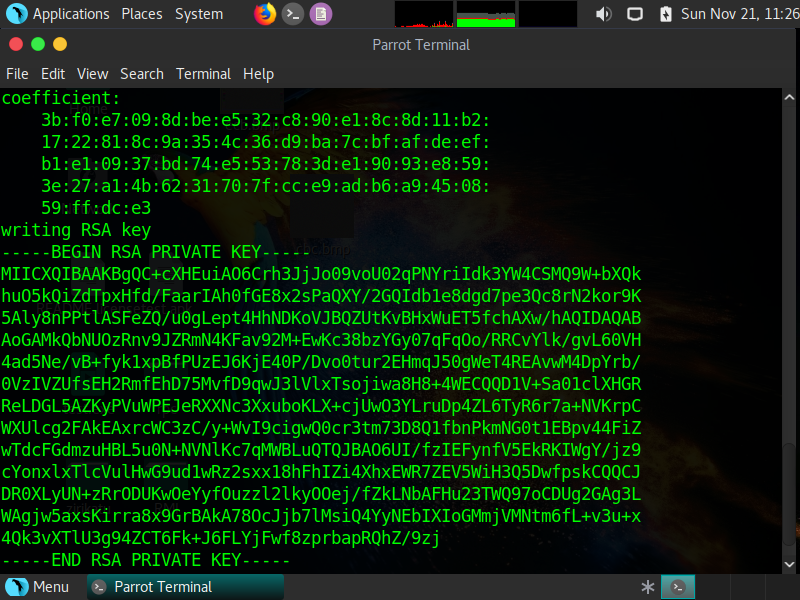 Applications Places System Sun Nov 21, 11:26
Parrot Terminal
File Edit View Search Terminal Help
coefficient:
3b:f0:e7:09:8d:be:e5:32:c8:90:e1:8c:8d:11:b2:
17:22:81:8c:9a:35:4c:36:d9:ba:7c:bf:af:de:ef:
b1:e1:09:37:bd:74:e5:53:78:3d:e1:90:93:e8:59:
3e:27:a1:4b:62:31:70:7f:cc:e9:ad:b6:a9:45:08:
59:ff:dc:e3
writing RSA key
-----BEGIN RSA PRIVATE KEY-----
MIICXQIBAAKBgQC+cXHEuiAO6Crh3JjJo09voU02qPNYriIdk3YW4CSMQ9W+bXQk
huO5kQiZdTpxHfd/FaarIAh0fGE8x2sPaQXY/2GQIdb1e8dgd7pe3Qc8rN2kor9K
5Aly8nPPtlASFeZQ/u0gLept4HhNDKoVJBQZUtKvBHxWuET5fchAXw/hAQIDAQAB
AoGAMkQbNUOzRnv9JZRmN4KFav92M+EwKc38bzYGy07qFqOo/RRCvYlk/gvL60VH
4ad5Ne/vB+fyk1xpBfPUzEJ6KjE40P/Dvo0tur2EHmqJ50gWeT4REAvwM4DpYrb/
0VzIVZUfsEH2RmfEhD75MvfD9qwJ3lVlxTsojiwa8H8+4WECQQD1V+Sa01clXHGR
ReLDGL5AZKyPVuWPEJeRXXNc3XxuboKLX+cjUwO3YLruDp4ZL6TyR6r7a+NVKrpC
WXUlcg2FAkEAxrcWC3zC/y+WvI9cigwQ0cr3tm73D8Q1fbnPkmNG0t1EBpv44FiZ
wTdcFGdmzuHBL5u0N+NVNlKc7qMWBLuQTQJBAO6UI/fzIEFynfV5EkRKIWgY/jz9
cYonxlxTlcVulHwG9ud1wRz2sxx18hFhIZi4XhxEWR7ZEV5WiH3Q5DwfpskCQQCJ
DR0XLyUN+zRrODUKwOeYyfOuzzl2lkyOOej/fZkLNbAFHu23TWQ97oCDUg2GAg3L
WAgjw5axsKirra8x9GrBAkA78OcJjb7lMsiQ4YyNEbIXIoGMmjVMNtm6fL+v3u+x
4Qk3vXTlU3g94ZCT6Fk+J6FLYjFwf8zprbapRQhZ/9zj
-----END RSA PRIVATE KEY-----
Menu Parrot Terminal